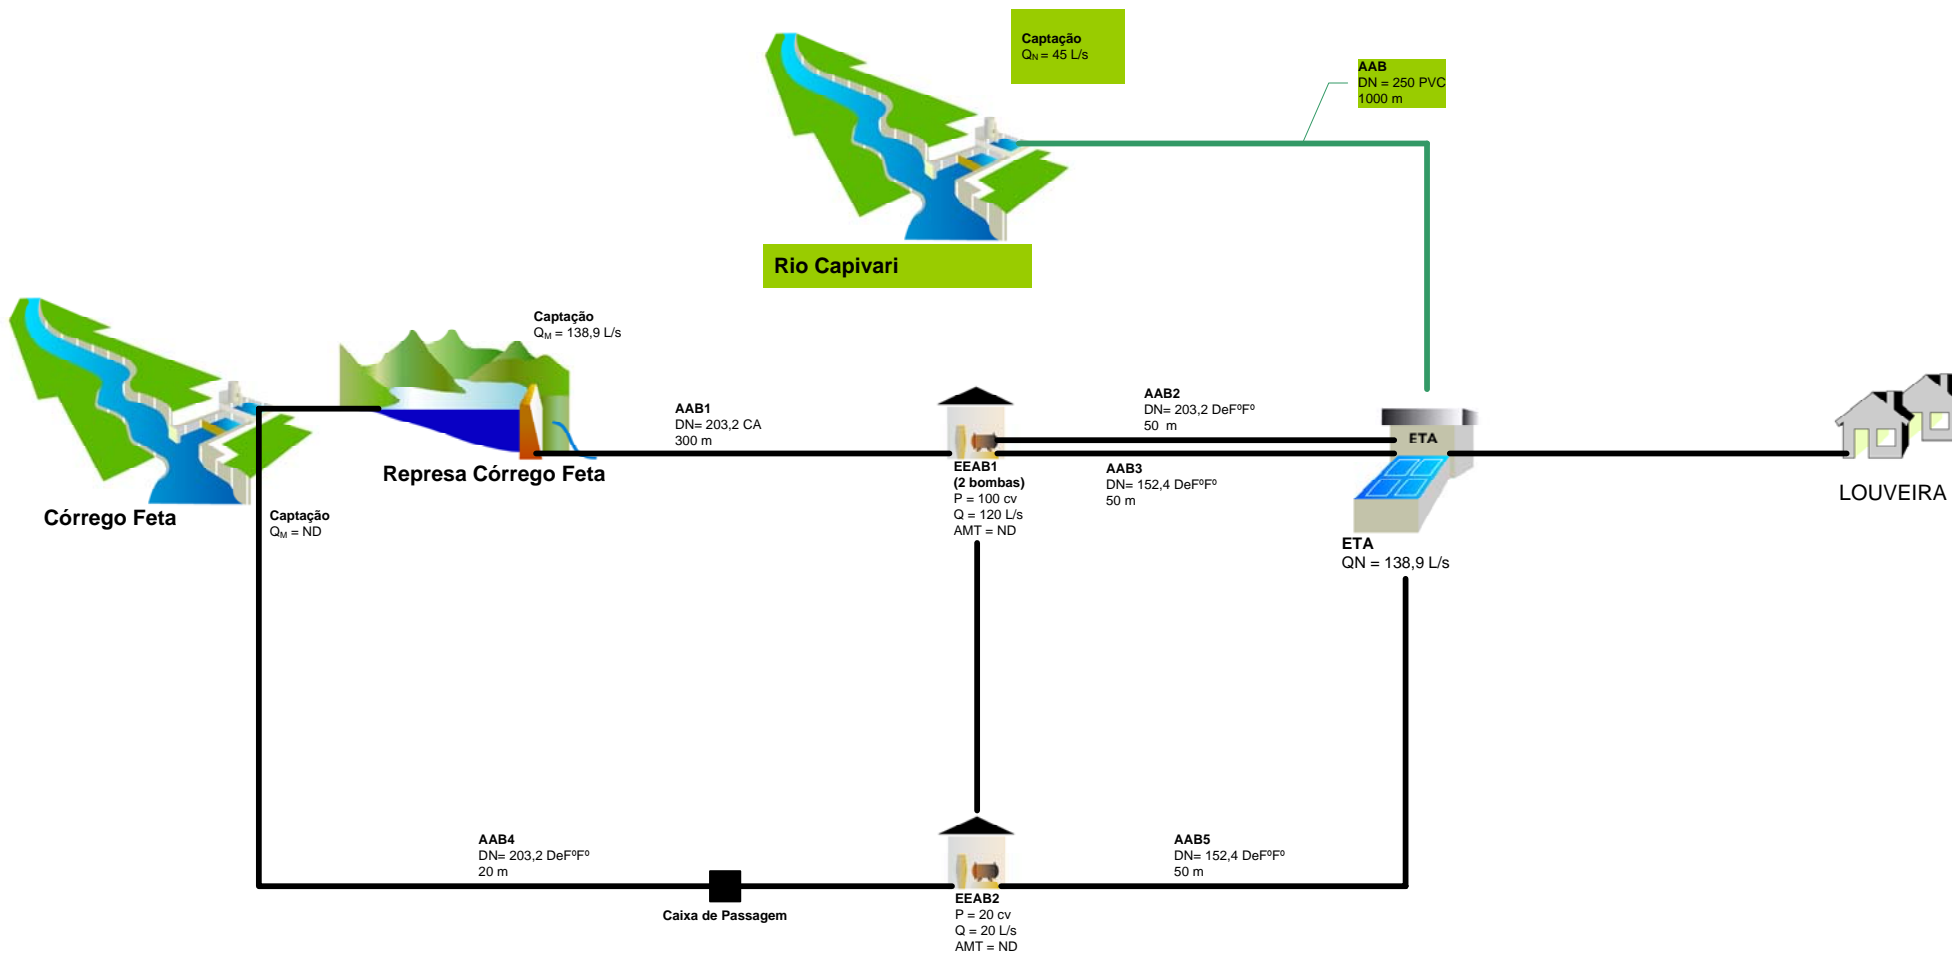 Captação
QN = 45 L/s
AAB
DN = 250 PVC
1000 m
Rio Capivari
Captação
QM = 138,9 L/s
AAB1
DN= 203,2 CA
300 m
AAB2
DN= 203,2 DeFºFº
50 m
ETA
Represa Córrego Feta
EEAB1
(2 bombas)
P = 100 cv
Q = 120 L/s
AMT = ND
AAB3
DN= 152,4 DeFºFº
50 m
LOUVEIRA
Córrego Feta
Captação
QM = ND
ETA
QN = 138,9 L/s
AAB4
DN= 203,2 DeFºFº
20 m
AAB5
DN= 152,4 DeFºFº
50 m
Caixa de Passagem
EEAB2
P = 20 cv
Q = 20 L/s
AMT = ND